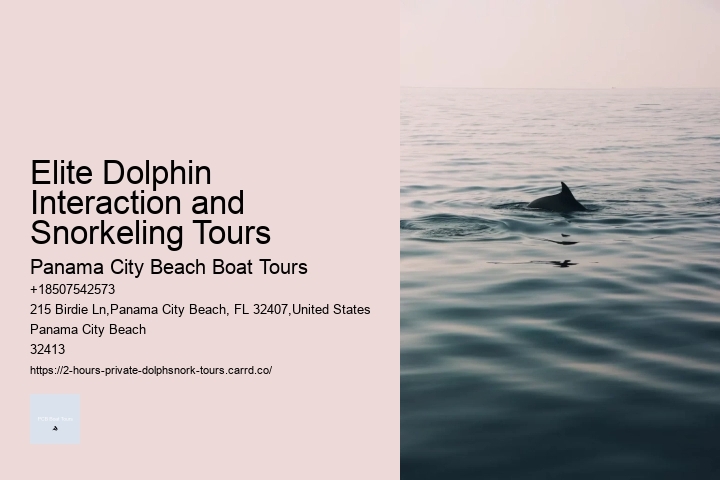 Elite Dolphin
Interaction and
Snorkeling Tours
Panama City Beach Boat Tours
+18507542573
215 Birdie Ln,Panama City Beach, FL 32407,United States
Panama City Beach
32413
https://2-hours-private-dolphsnork-tours.carrd.co/